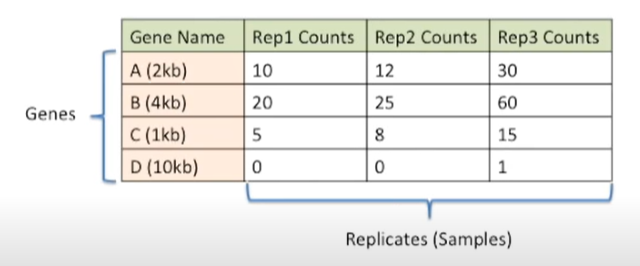 Gene Name Rep1 Counts Rep2 Counts Rep3 Counts
A (2kb) 10 12 30
B (4kb) 20 25 60
Genes
C (1kb) 5 8 15
D (10kb) 0 0 1
Replicates (Samples)